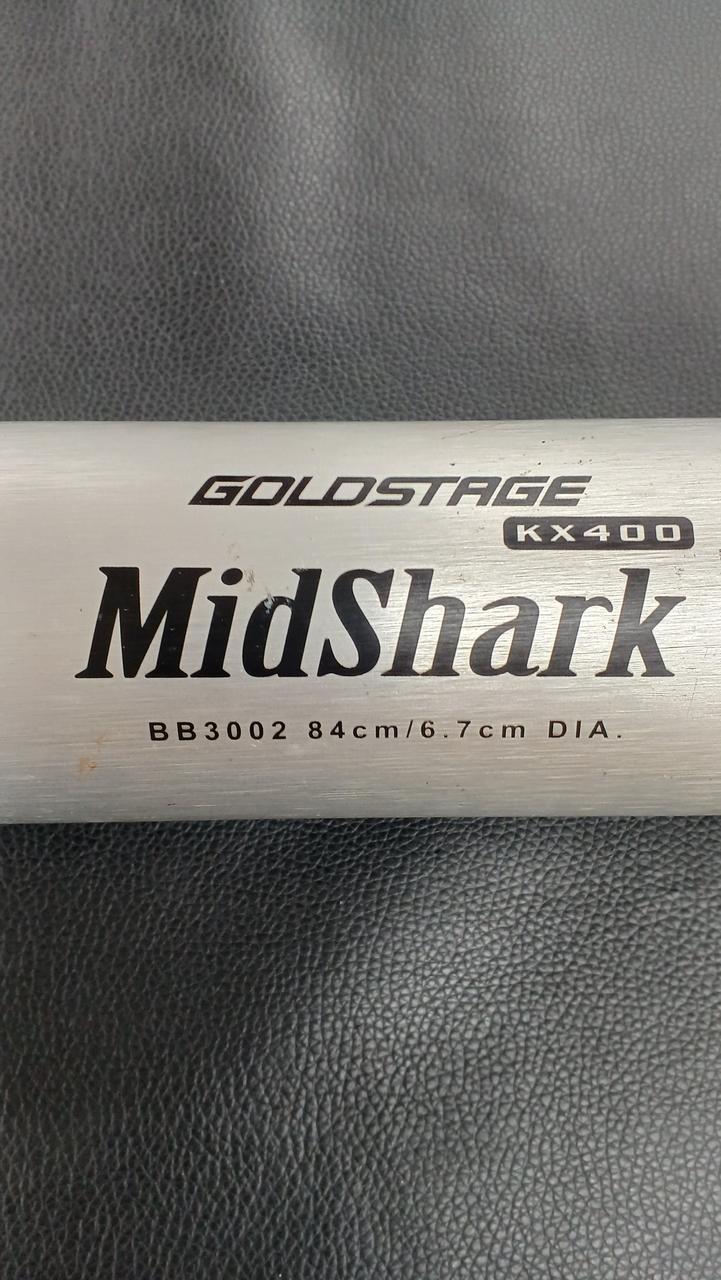 GOLDSTAGE
KX400
MidShark
BB3002 84cm/6.7cm DIA.